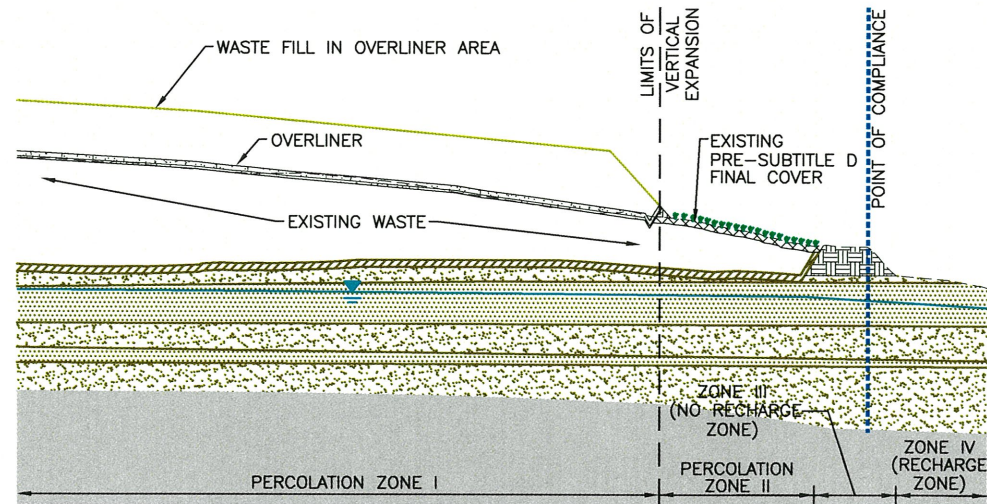 WASTE FILL IN OVERLINER AREA
LIMITS OF
VERTICAL
EXPANSION
POINT OF COMPLIANCE
OVERLINER
EXISTING
PRE-SUBTITLE D
FINAL COVER
EXISTING WASTE
ZONE III
(NO RECHARGE
ZONE)
ZONE IV
(RECHARGE
ZONE)
PERCOLATION ZONE I
PERCOLATION
ZONE II